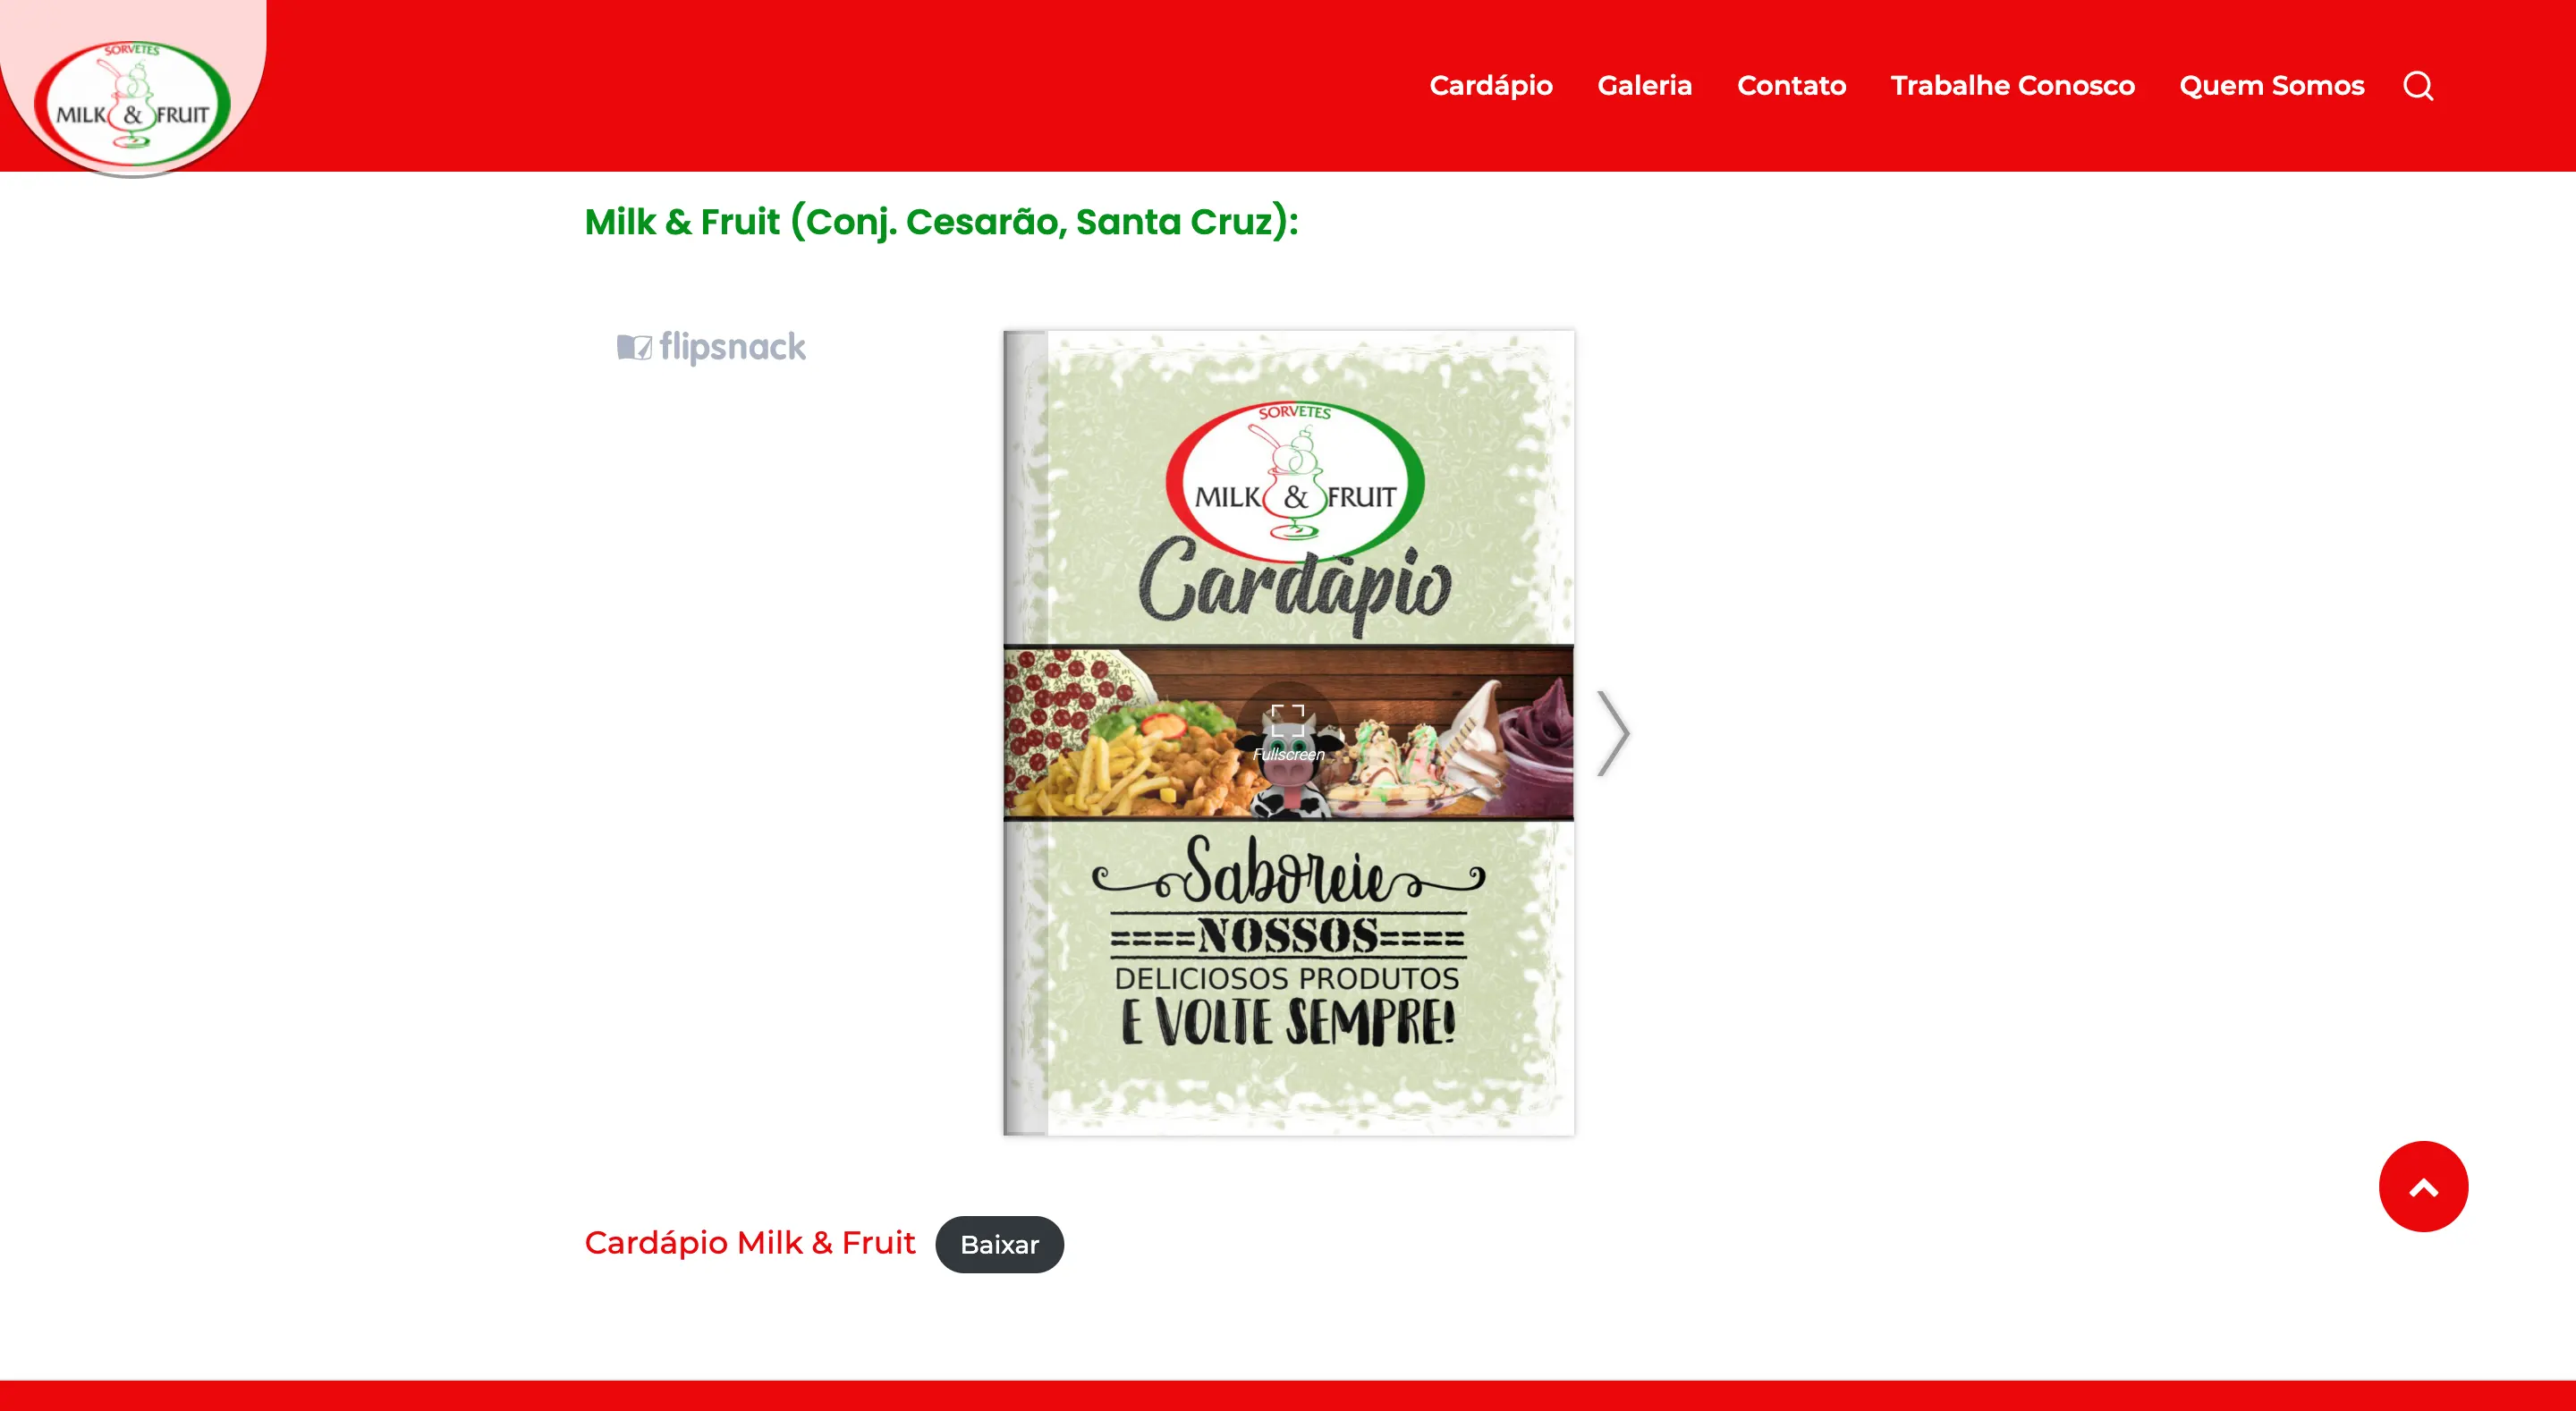 SORVETES
MILK & FRUIT
Cardápio Galeria Contato Trabalhe Conosco Quem Somos
Milk & Fruit (Conj. Cesarão, Santa Cruz):
flipsnack
SORVETES
MILK & FRUIT
Cardápio
Fullscreen
Saboreie
====NOSSOS====
DELICIOSOS PRODUTOS
E VOLTE SEMPRE!
Cardápio Milk & Fruit Baixar